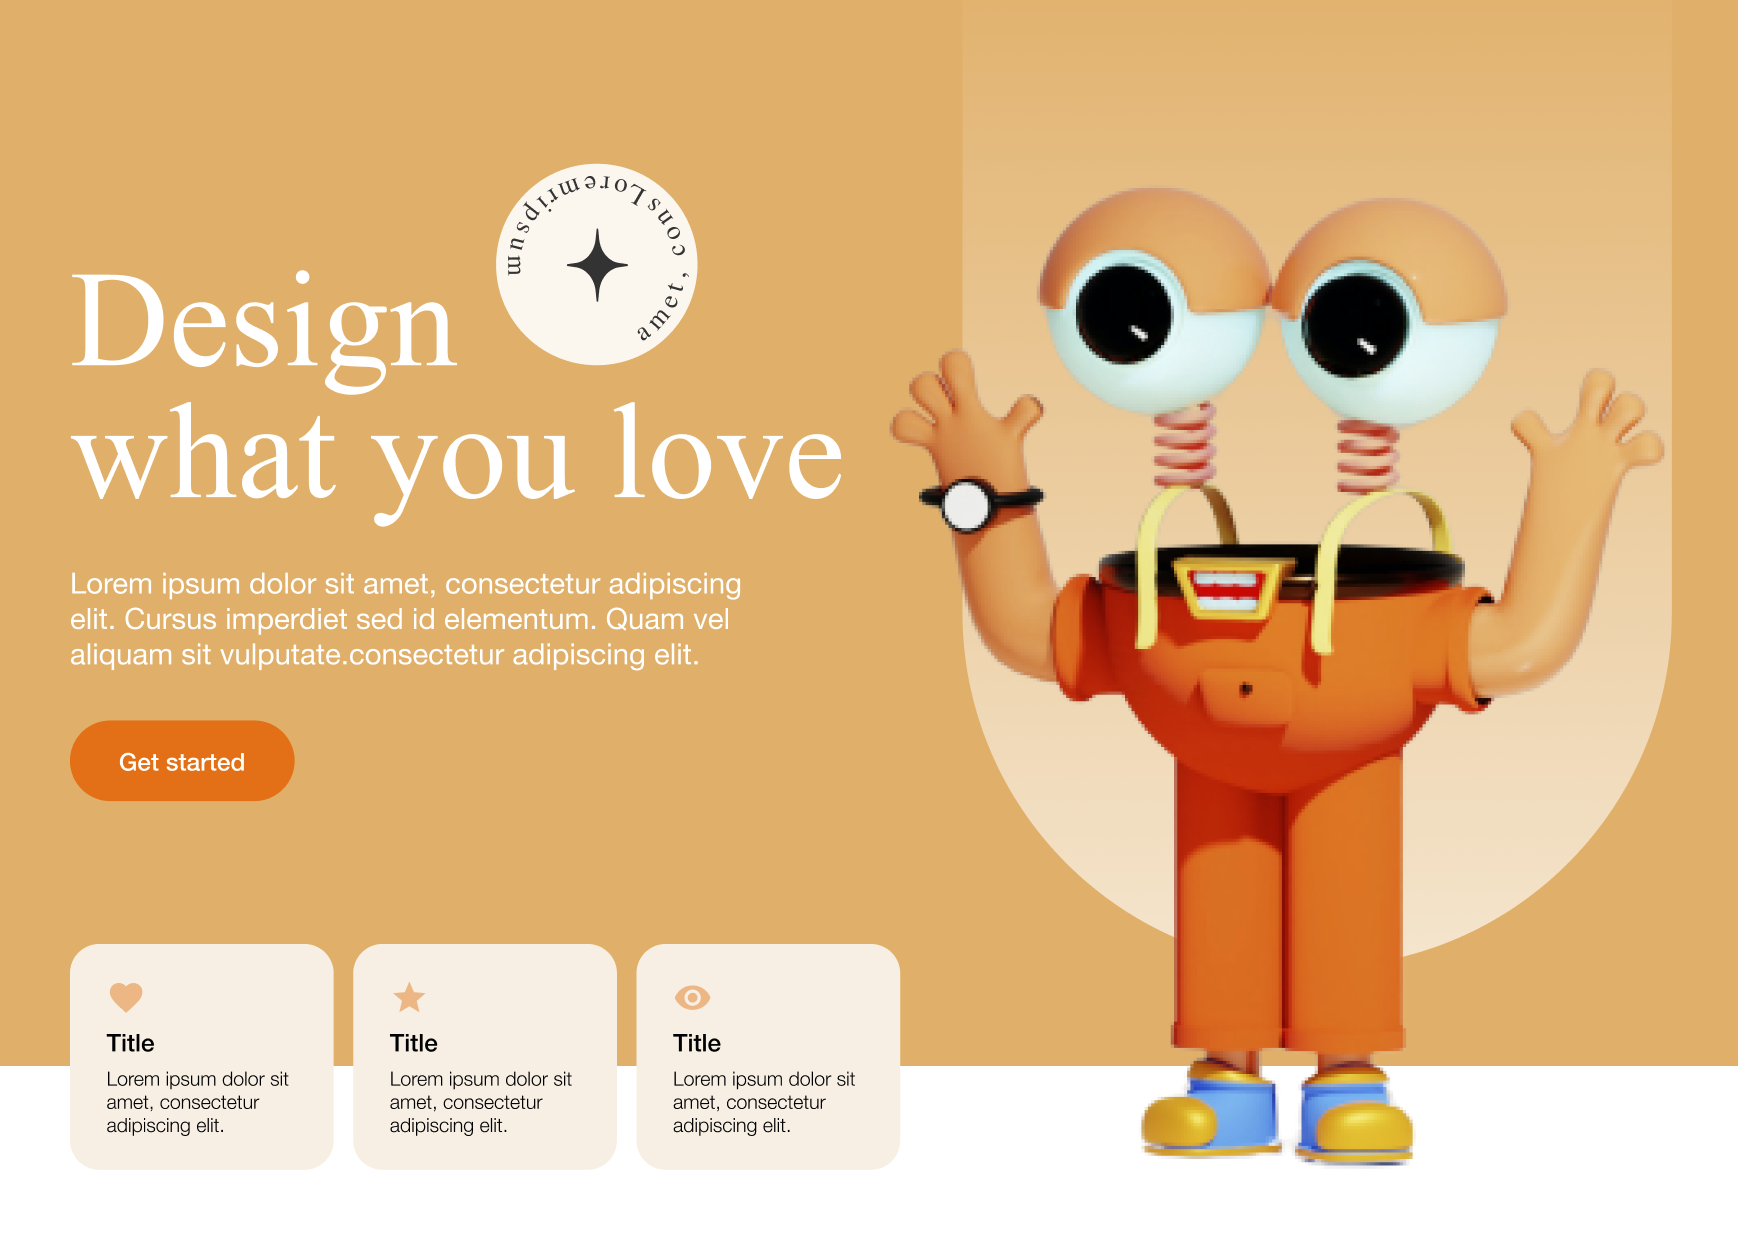 amet, consLoremripsum
Design
what you love
Lorem ipsum dolor sit amet, consectetur adipiscing
elit. Cursus imperdiet sed id elementum. Quam vel
aliquam sit vulputate.consectetur adipiscing elit.
Get started
Title
Lorem ipsum dolor sit
amet, consectetur
adipiscing elit.
Title
Lorem ipsum dolor sit
amet, consectetur
adipiscing elit.
Title
Lorem ipsum dolor sit
amet, consectetur
adipiscing elit.